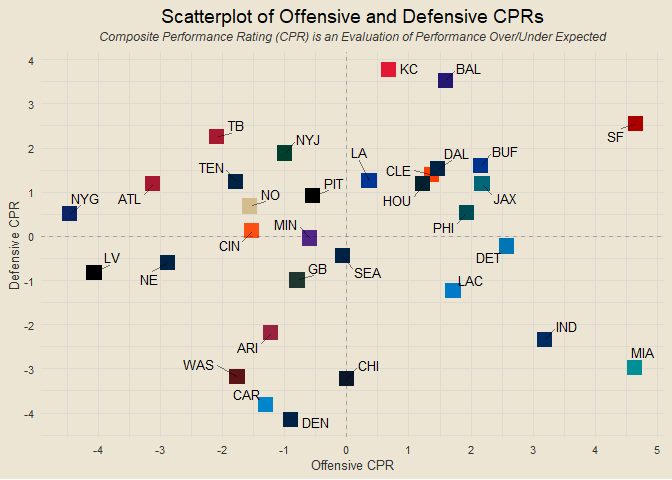 Scatterplot of Offensive and Defensive CPRs
Composite Performance Rating (CPR) is an Evaluation of Performance Over/Under Expected
4
KC
BAL
3
TB
SF
NYJ
2
LA
DAL
BUF
TEN
CLE
PIT
1
NYG
ATL
NO
HOU
JAX
MIN
PHI
0
CIN
DET
LV
GB
SEA
NE
LAC
-1
-2
IND
ARI
MIA
-3
WAS
CHI
CAR
-4
DEN
-4
-3
-2
-1
0
1
2
3
4
5
Offensive CPR
Defensive CPR